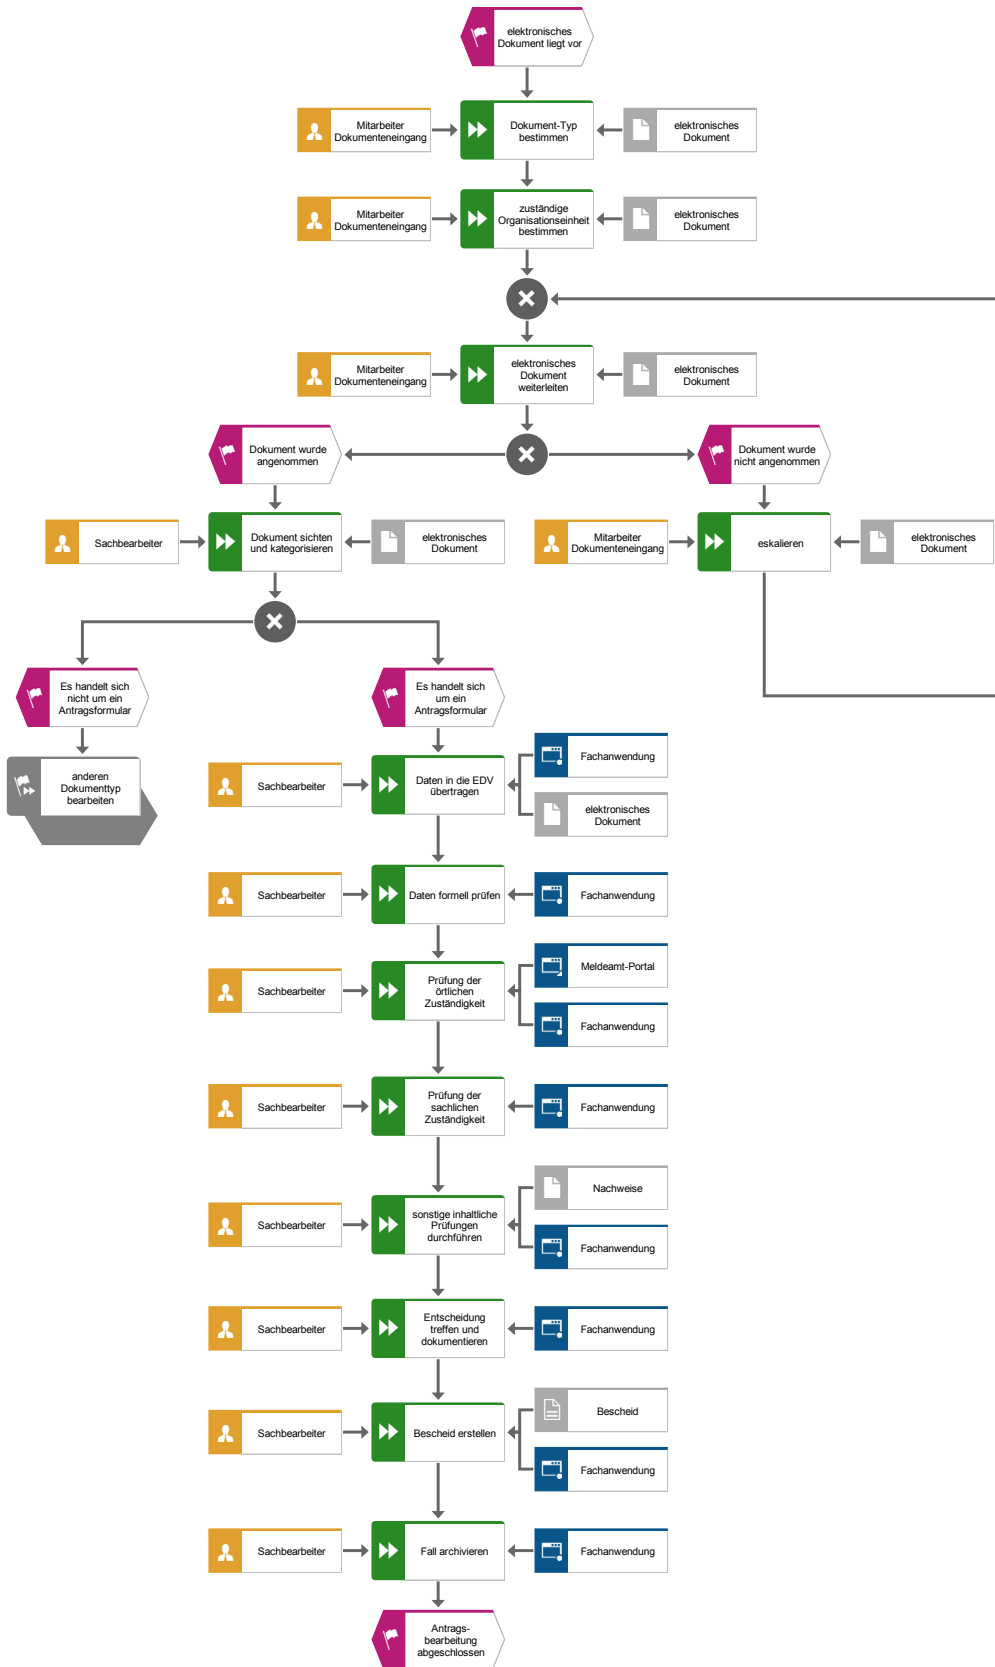 elektronisches
Dokument liegt vor
Mitarbeiter
Dokumenteneingang
Dokument-Typ
bestimmen
elektronisches
Dokument
Mitarbeiter
Dokumenteneingang
zuständige
Organisationseinheit
bestimmen
elektronisches
Dokument
Mitarbeiter
Dokumenteneingang
elektronisches
Dokument
weiterleiten
elektronisches
Dokument
Dokument wurde
angenommen
Dokument wurde
nicht angenommen
Sachbearbeiter
Dokument sichten
und kategorisieren
elektronisches
Dokument
Mitarbeiter
Dokumenteneingang
eskalieren
elektronisches
Dokument
Es handelt sich
nicht um ein
Antragsformular
Es handelt sich
um ein
Antragsformular
anderen
Dokumenttyp
bearbeiten
Sachbearbeiter
Daten in die EDV
übertragen
Fachanwendung
elektronisches
Dokument
Sachbearbeiter
Daten formell prüfen
Fachanwendung
Sachbearbeiter
Prüfung der
örtlichen
Zuständigkeit
Meldeamt-Portal
Fachanwendung
Sachbearbeiter
Prüfung der
sachlichen
Zuständigkeit
Fachanwendung
Sachbearbeiter
sonstige inhaltliche
Prüfungen
durchführen
Nachweise
Fachanwendung
Sachbearbeiter
Entscheidung
treffen und
dokumentieren
Fachanwendung
Sachbearbeiter
Bescheid erstellen
Bescheid
Fachanwendung
Sachbearbeiter
Fall archivieren
Fachanwendung
Antrags-
bearbeitung
abgeschlossen